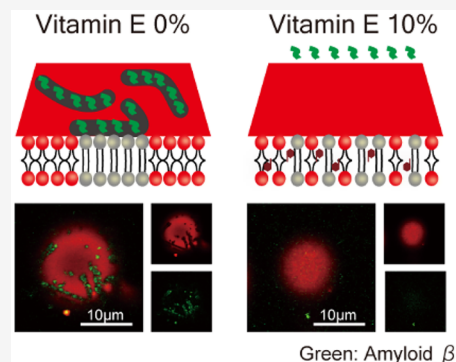 Vitamin E 0%
Vitamin E 10%
10μm
10μm
Green: Amyloid β